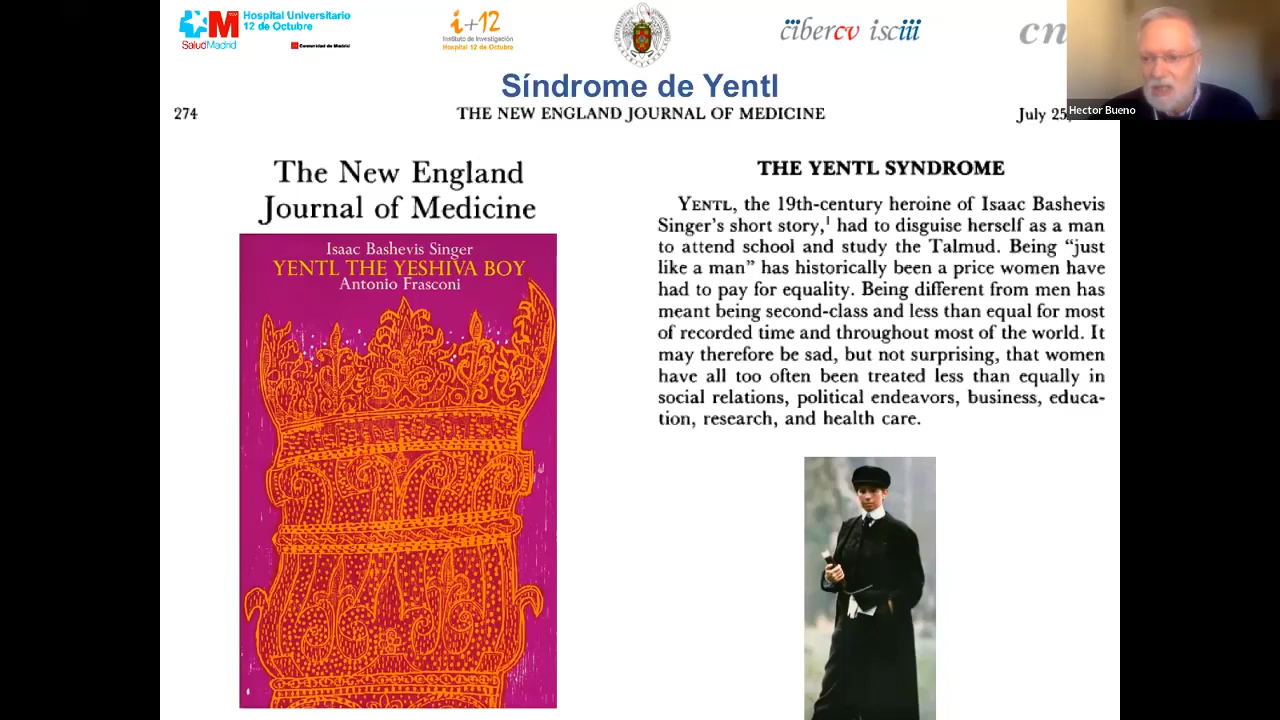 Hospital Universitario
12 de Octubre
SaludMadrid
Comunidad de Madrid
i+12
Instituto de Investigación
Hospital 12 de Octubre
cibercv isciii
cn
Hector Bueno
Síndrome de Yentl
274
THE NEW ENGLAND JOURNAL OF MEDICINE
July 25,
The New England
Journal of Medicine
Isaac Bashevis Singer
YENTL THE YESHIVA BOY
Antonio Frasconi
THE YENTL SYNDROME
YENTL, the 19th-century heroine of Isaac Bashevis
Singer's short story,¹ had to disguise herself as a man
to attend school and study the Talmud. Being “just
like a man” has historically been a price women have
had to pay for equality. Being different from men has
meant being second-class and less than equal for most
of recorded time and throughout most of the world. It
may therefore be sad, but not surprising, that women
have all too often been treated less than equally in
social relations, political endeavors, business, educa-
tion, research, and health care.